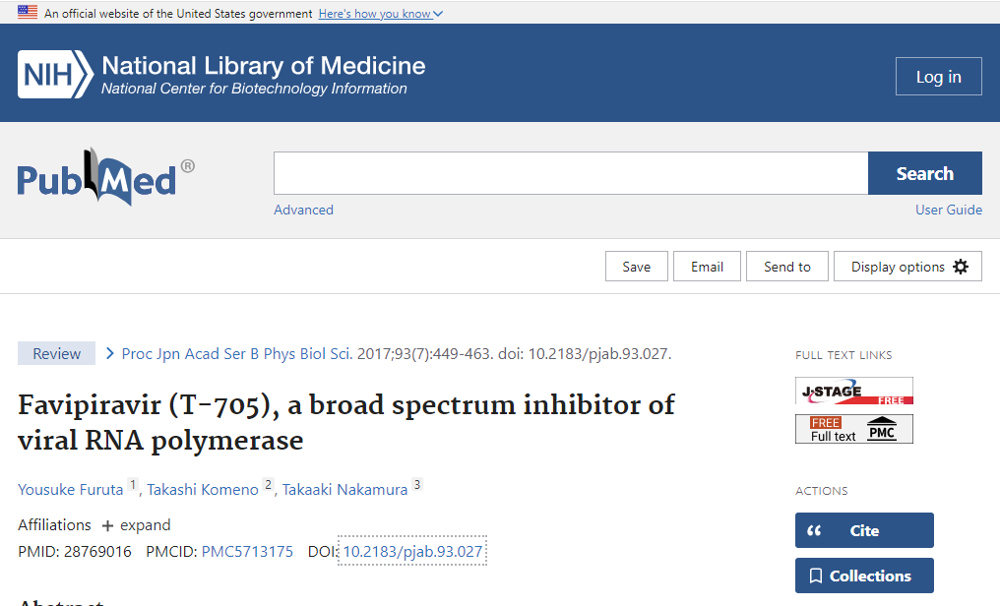 An official website of the United States government Here's how you know
NIH National Library of Medicine
National Center for Biotechnology Information
Log in
PubMed®
Search
Advanced
User Guide
Save
Email
Send to
Display options
Review
Proc Jpn Acad Ser B Phys Biol Sci. 2017;93(7):449-463. doi: 10.2183/pjab.93.027.
Favipiravir (T-705), a broad spectrum inhibitor of
viral RNA polymerase
Yousuke Furuta 1, Takashi Komeno 2, Takaaki Nakamura 3
Affiliations + expand
PMID: 28769016 PMCID: PMC5713175 DOI: 10.2183/pjab.93.027
Abstract
FULL TEXT LINKS
J-STAGE
FREE
FREE
Full text PMC
ACTIONS
Cite
Collections